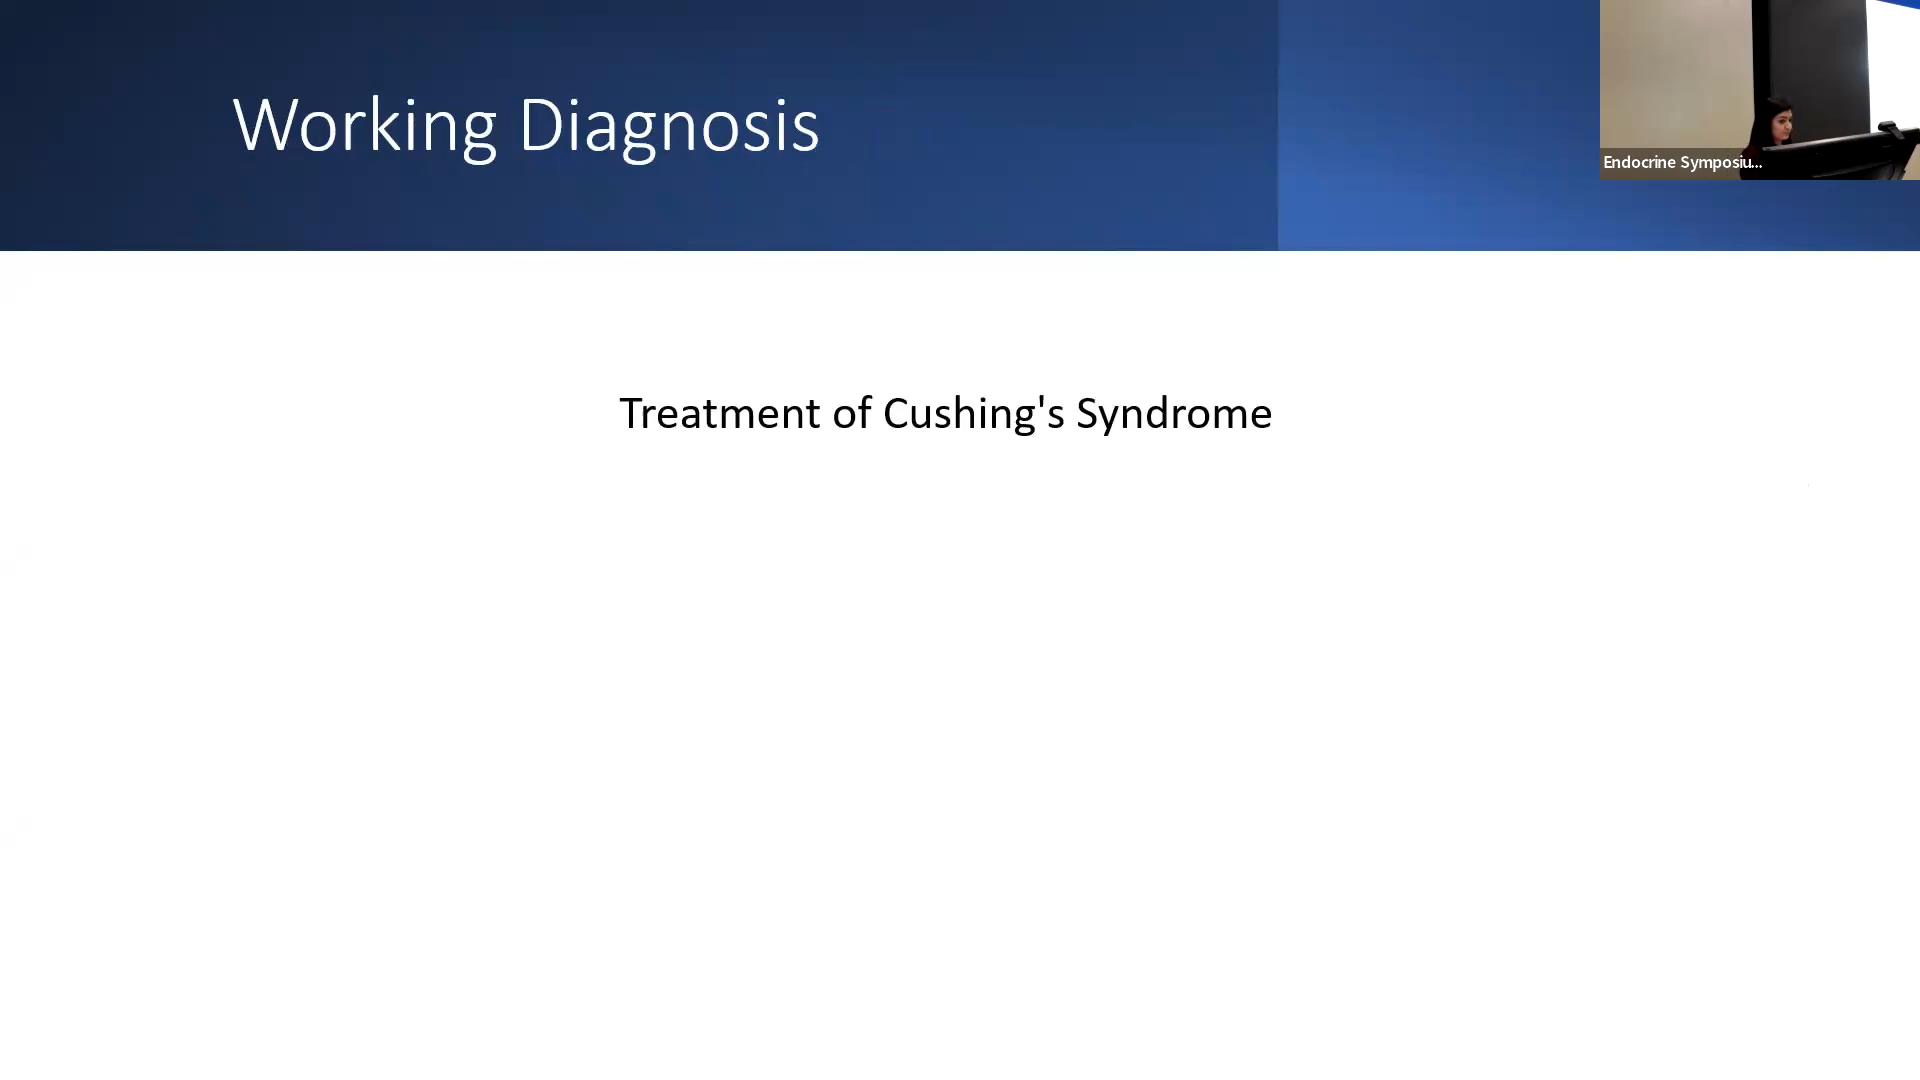 Working Diagnosis
Endocrine Symposiu...
Treatment of Cushing's Syndrome